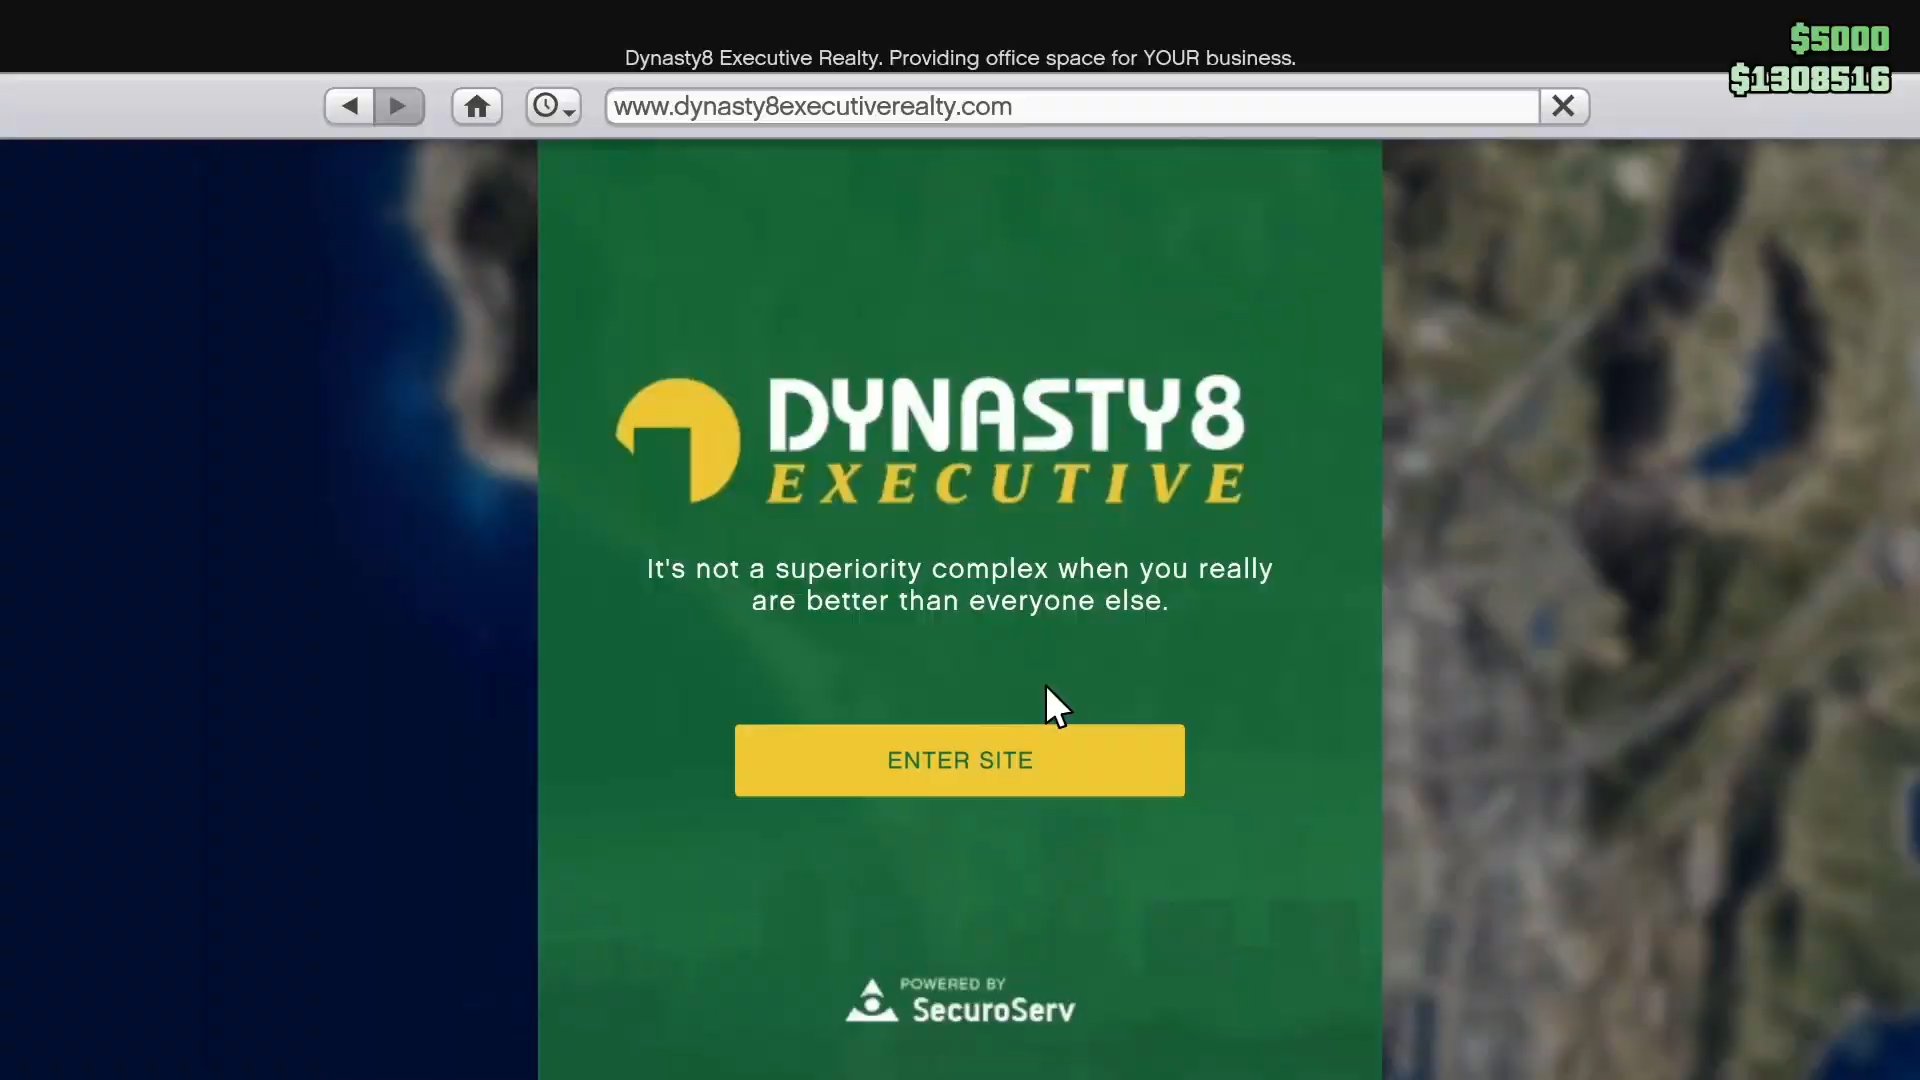 Dynasty8 Executive Realty. Providing office space for YOUR business.
$5000
$1308516
www.dynasty8executiverealty.com
DYNASTY8
EXECUTIVE
It's not a superiority complex when you really
are better than everyone else.
ENTER SITE
POWERED BY
SecuroServ